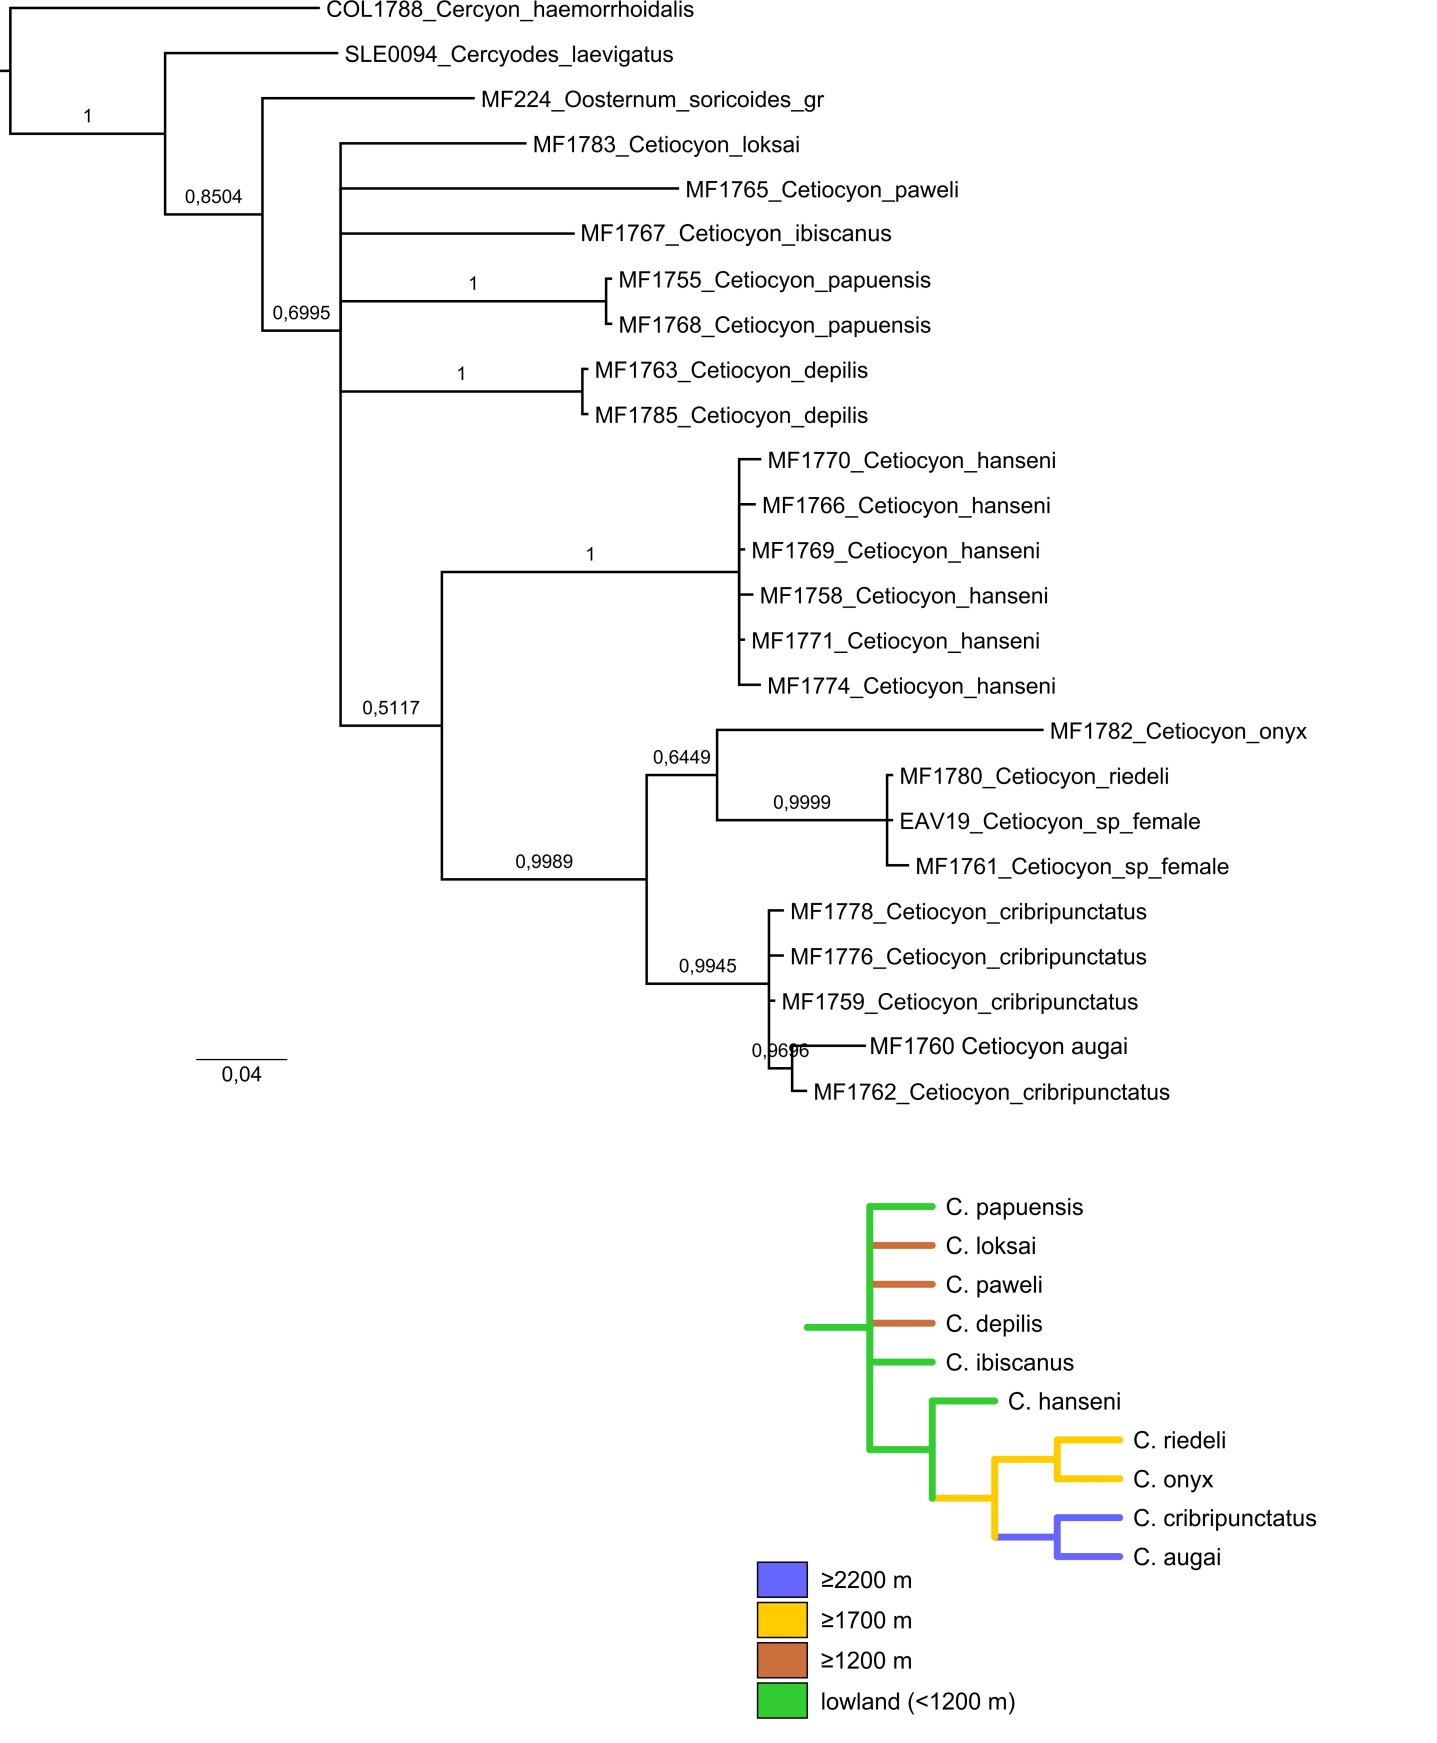 COL1788_Cercyon_haemorrhoidalis
SLE0094_Cercyodes_laevigatus
MF224_Oosternum_soricoides_gr
1
MF1783_Cetiocyon_loksai
MF1765_Cetiocyon_paweli
0,8504
MF1767_Cetiocyon_ibiscanus
MF1755_Cetiocyon_papuensis
1
0,6995
MF1768_Cetiocyon_papuensis
MF1763_Cetiocyon_depilis
1
MF1785_Cetiocyon_depilis
MF1770_Cetiocyon_hanseni
MF1766_Cetiocyon_hanseni
MF1769_Cetiocyon_hanseni
1
MF1758_Cetiocyon_hanseni
MF1771_Cetiocyon_hanseni
MF1774_Cetiocyon_hanseni
0,5117
MF1782_Cetiocyon_onyx
0,6449
MF1780_Cetiocyon_riedeli
0,9999
EAV19_Cetiocyon_sp_female
0,9989
MF1761_Cetiocyon_sp_female
MF1778_Cetiocyon_cribripunctatus
MF1776_Cetiocyon_cribripunctatus
0,9945
MF1759_Cetiocyon_cribripunctatus
MF1760 Cetiocyon augai
0,9696
0,04
MF1762_Cetiocyon_cribripunctatus
C. papuensis
C. loksai
C. paweli
C. depilis
C. ibiscanus
C. hanseni
C. riedeli
C. onyx
C. cribripunctatus
C. augai
≥2200 m
≥1700 m
≥1200 m
lowland (<1200 m)